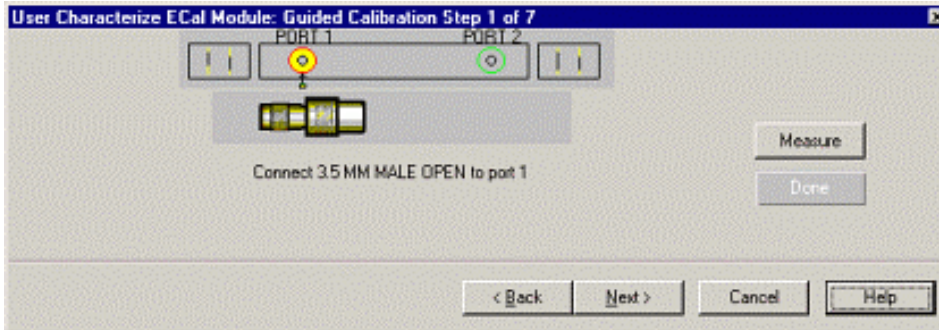 User Characterize ECal Module: Guided Calibration Step 1 of 7
PORT 1 PORT 2
Connect 3.5 MM MALE OPEN to port 1
Measure
Done
< Back Next > Cancel Help